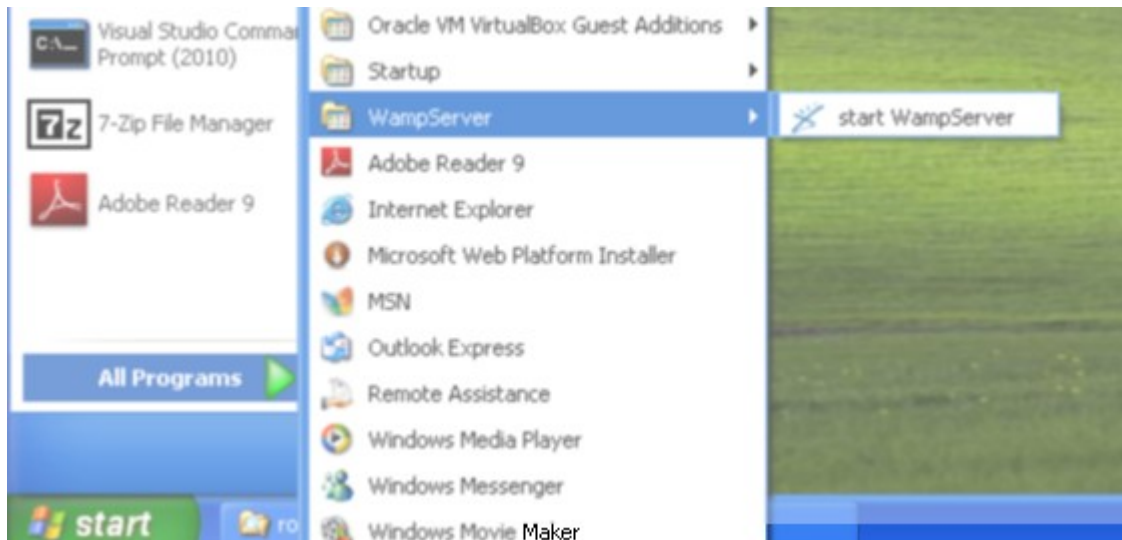 C:\_
Visual Studio Comma
Prompt (2010)
7z
7-Zip File Manager
Adobe Reader 9
All Programs
start
ro
Oracle VM VirtualBox Guest Additions
Startup
WampServer
Adobe Reader 9
Internet Explorer
Microsoft Web Platform Installer
MSN
Outlook Express
Remote Assistance
Windows Media Player
Windows Messenger
Windows Movie Maker
start WampServer